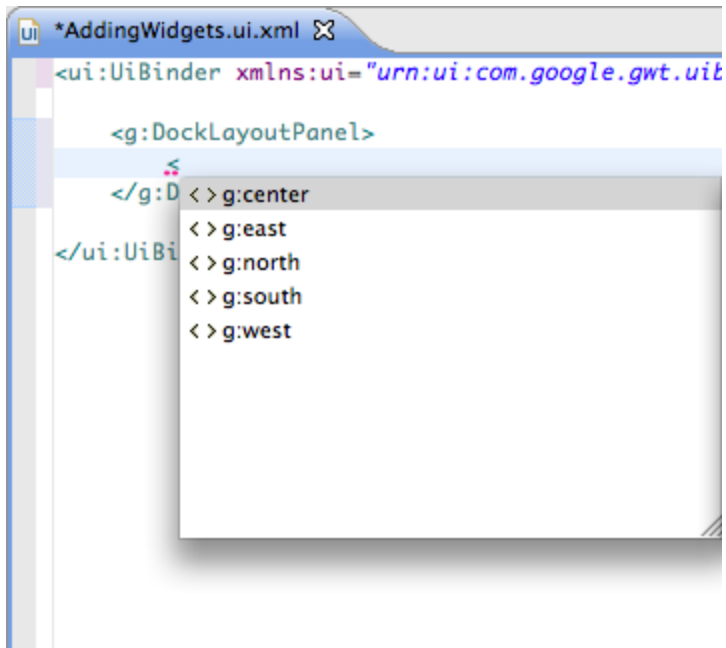 UI *AddingWidgets.ui.xml
<ui:UiBinder xmlns:ui="urn:ui:com.google.gwt.uib
<g:DockLayoutPanel>
<
</g:D
</ui:UiBi
<> g:center
<> g:east
<> g:north
<> g:south
<> g:west